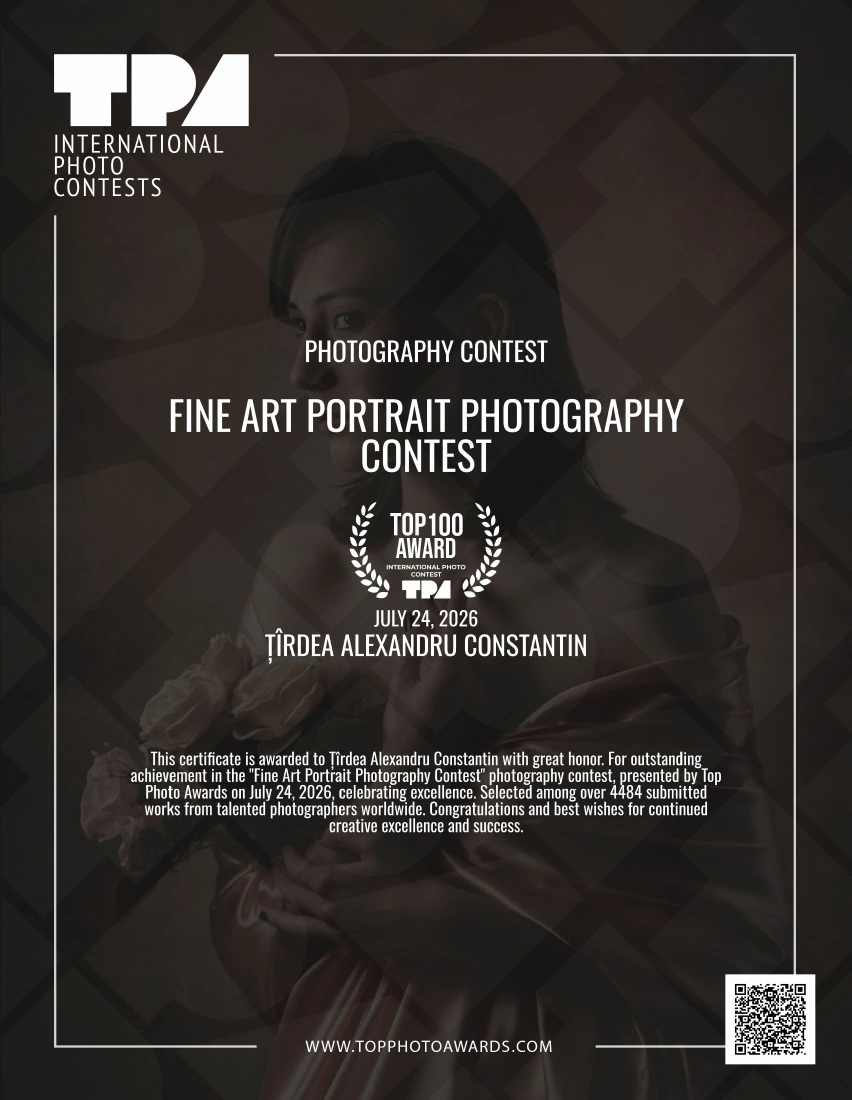 TPA
INTERNATIONAL
PHOTO
CONTESTS
PHOTOGRAPHY CONTEST
FINE ART PORTRAIT PHOTOGRAPHY
CONTEST
TOP100
AWARD
INTERNATIONAL PHOTO
CONTEST
TPA
JULY 24, 2026
ȚÎRDEA ALEXANDRU CONSTANTIN
This certificate is awarded to Țîrdea Alexandru Constantin with great honor. For outstanding
achievement in the "Fine Art Portrait Photography Contest" photography contest, presented by Top
Photo Awards on July 24, 2026, celebrating excellence. Selected among over 4484 submitted
works from talented photographers worldwide. Congratulations and best wishes for continued
creative excellence and success.
WWW.TOPPHOTOAWARDS.COM